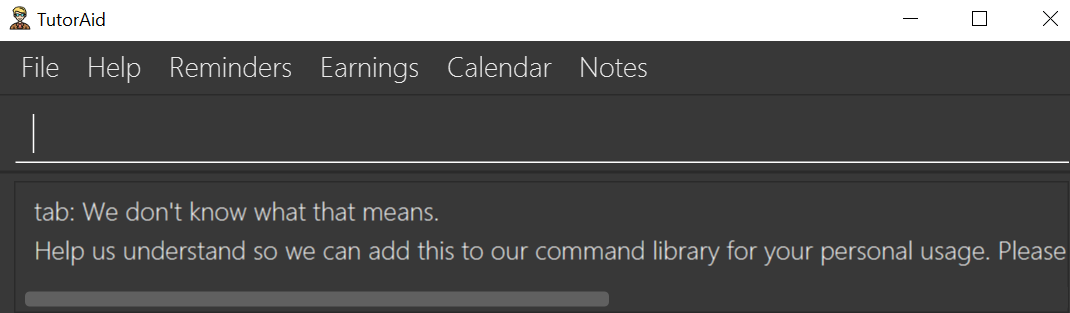 TutorAid
File Help Reminders Earnings Calendar Notes
tab: We don't know what that means.
Help us understand so we can add this to our command library for your personal usage. Please